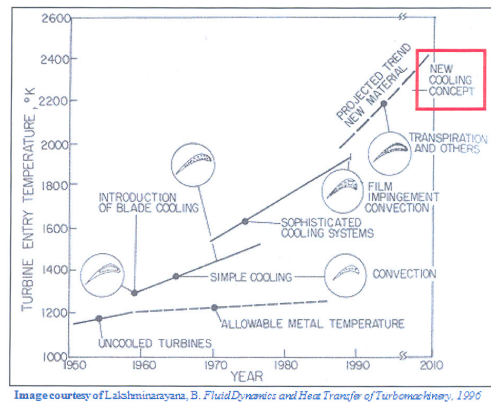 2600
2400
2200
2000
1800
1600
1400
1200
1000
TURBINE ENTRY TEMPERATURE, °K
PROJECTED TREND
NEW MATERIAL
NEW
COOLING
CONCEPT
TRANSPIRATION
AND OTHERS
FILM
IMPINGEMENT
CONVECTION
INTRODUCTION
OF BLADE COOLING
SOPHISTICATED
COOLING SYSTEMS
SIMPLE COOLING
CONVECTION
ALLOWABLE METAL TEMPERATURE
UNCOOLED TURBINES
1950 1960 1970 1980 1990 2010
YEAR
Image courtesy of Lakshminarayana, B. Fluid Dynamics and Heat Transfer of Turbomachinery, 1996